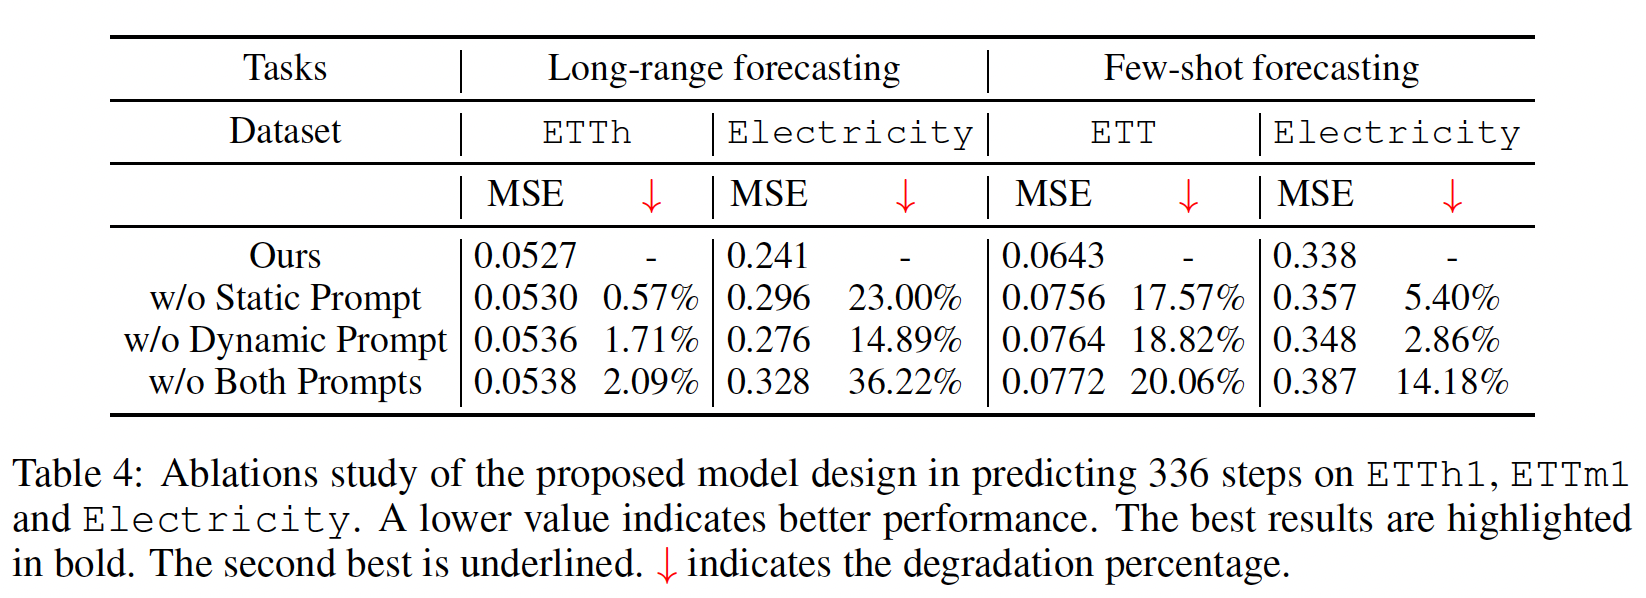 Tasks Long-range forecasting Few-shot forecasting
Dataset ETTh Electricity ETT Electricity
MSE ↓ MSE ↓ MSE ↓ MSE ↓
Ours 0.0527 - 0.241 - 0.0643 - 0.338 -
w/o Static Prompt 0.0530 0.57% 0.296 23.00% 0.0756 17.57% 0.357 5.40%
w/o Dynamic Prompt 0.0536 1.71% 0.276 14.89% 0.0764 18.82% 0.348 2.86%
w/o Both Prompts 0.0538 2.09% 0.328 36.22% 0.0772 20.06% 0.387 14.18%
Table 4: Ablations study of the proposed model design in predicting 336 steps on ETTh1, ETTm1
and Electricity. A lower value indicates better performance. The best results are highlighted
in bold. The second best is underlined. ↓ indicates the degradation percentage.